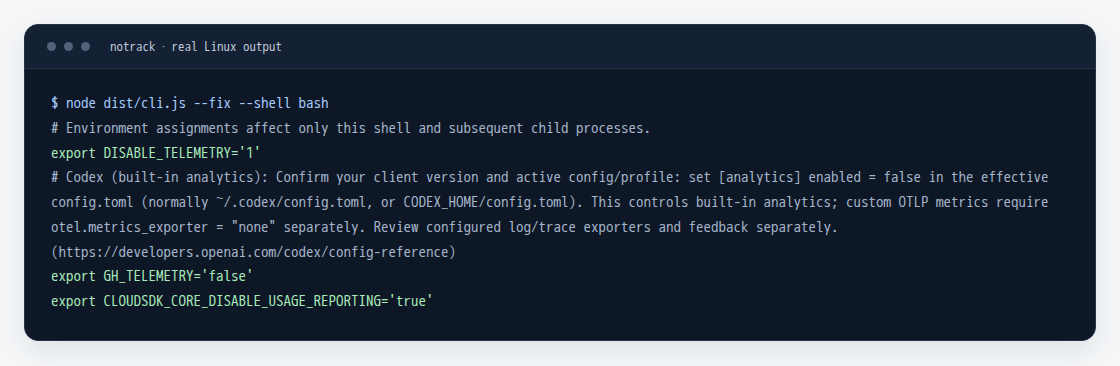 notrack · real Linux output
$ node dist/cli.js --fix --shell bash
# Environment assignments affect only this shell and subsequent child processes.
export DISABLE_TELEMETRY='1'
# Codex (built-in analytics): Confirm your client version and active config/profile: set [analytics] enabled = false in the effective
config.toml (normally ~/.codex/config.toml, or CODEX_HOME/config.toml). This controls built-in analytics; custom OTLP metrics require
otel.metrics_exporter = "none" separately. Review configured log/trace exporters and feedback separately.
(https://developers.openai.com/codex/config-reference)
export GH_TELEMETRY='false'
export CLOUDSDK_CORE_DISABLE_USAGE_REPORTING='true'